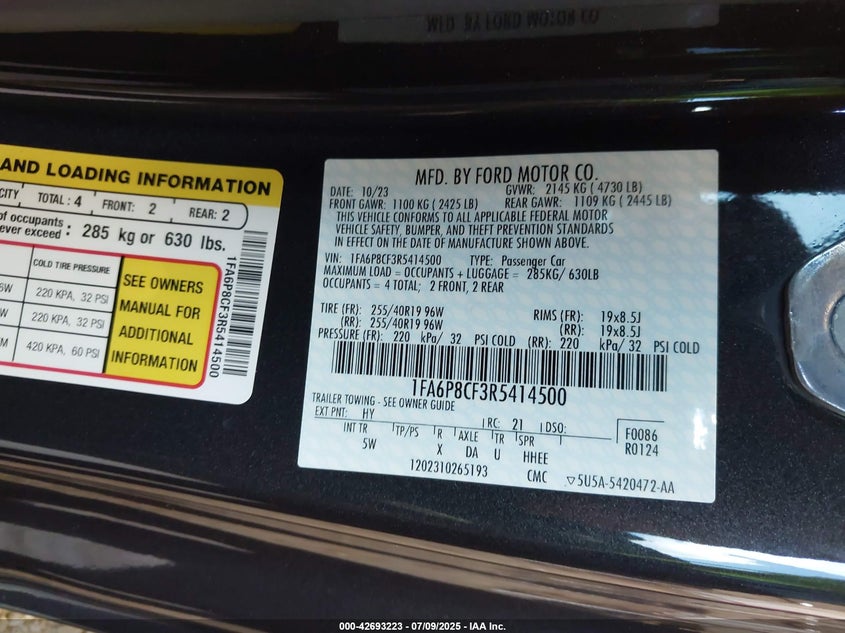 MFD. BY FORD MOTOR CO.
AND LOADING INFORMATION
CITY TOTAL: 4 FRONT: 2 REAR: 2
of occupants
ever exceed: 285 kg or 630 lbs.
COLD TIRE PRESSURE
6W 220 KPA, 32 PSI
W 220 KPA, 32 PSI
M 420 KPA, 60 PSI
SEE OWNERS
MANUAL FOR
ADDITIONAL
INFORMATION
1FA6P8CF3R5414500
MFD. BY FORD MOTOR CO.
DATE: 10/23 GVWR: 2145 KG ( 4730 LB)
FRONT GAWR: 1100 KG ( 2425 LB) REAR GAWR: 1109 KG ( 2445 LB)
THIS VEHICLE CONFORMS TO ALL APPLICABLE FEDERAL MOTOR
VEHICLE SAFETY, BUMPER, AND THEFT PREVENTION STANDARDS
IN EFFECT ON THE DATE OF MANUFACTURE SHOWN ABOVE.
VIN: 1FA6P8CF3R5414500 TYPE: Passenger Car
MAXIMUM LOAD = OCCUPANTS + LUGGAGE = 285KG/ 630LB
OCCUPANTS = 4 TOTAL; 2 FRONT, 2 REAR
TIRE (FR): 255/40R19 96W RIMS (FR): 19x8.5J
(RR): 255/40R19 96W (RR): 19x8.5J
PRESSURE (FR): 220 kPa/ 32 PSI COLD (RR): 220 kPa/ 32 PSI COLD
1FA6P8CF3R5414500
TRAILER TOWING - SEE OWNER GUIDE
EXT PNT: HY RC: 21 DSO: F0086
INT TR TP/PS R AXLE TR SPR R0124
5W X DA U HHEE
1202310265193 CMC 5U5A-5420472-AA
000-42693223 | 07/09/2025 - IAA Inc.